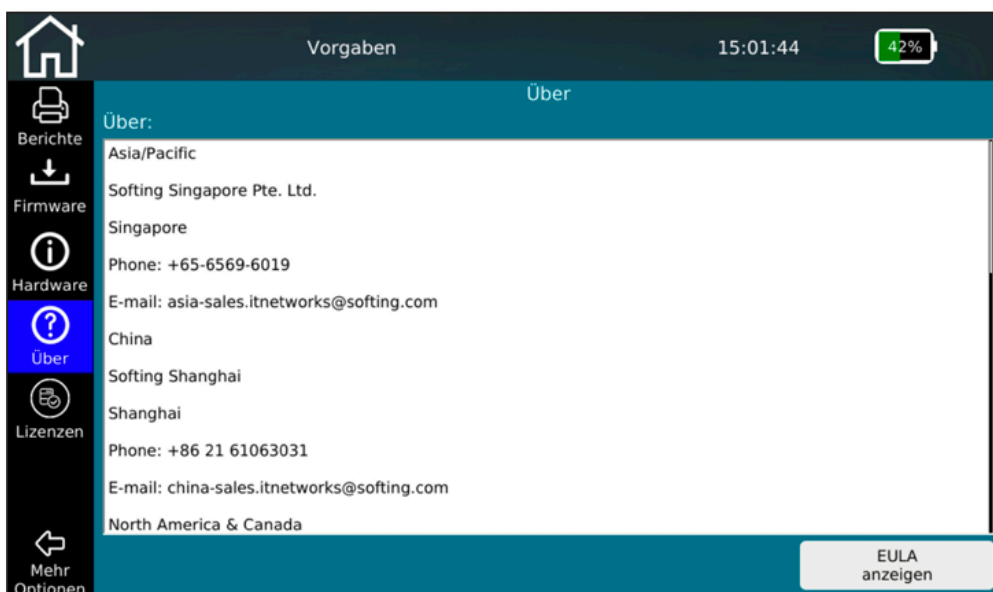 Vorgaben
15:01:44
42%
Über
Über:
Berichte
Firmware
Hardware
Über
Lizenzen
Mehr
Optionen
Asia/Pacific
Softing Singapore Pte. Ltd.
Singapore
Phone: +65-6569-6019
E-mail: asia-sales.itnetworks@softing.com
China
Softing Shanghai
Shanghai
Phone: +86 21 61063031
E-mail: china-sales.itnetworks@softing.com
North America & Canada
EULA
anzeigen